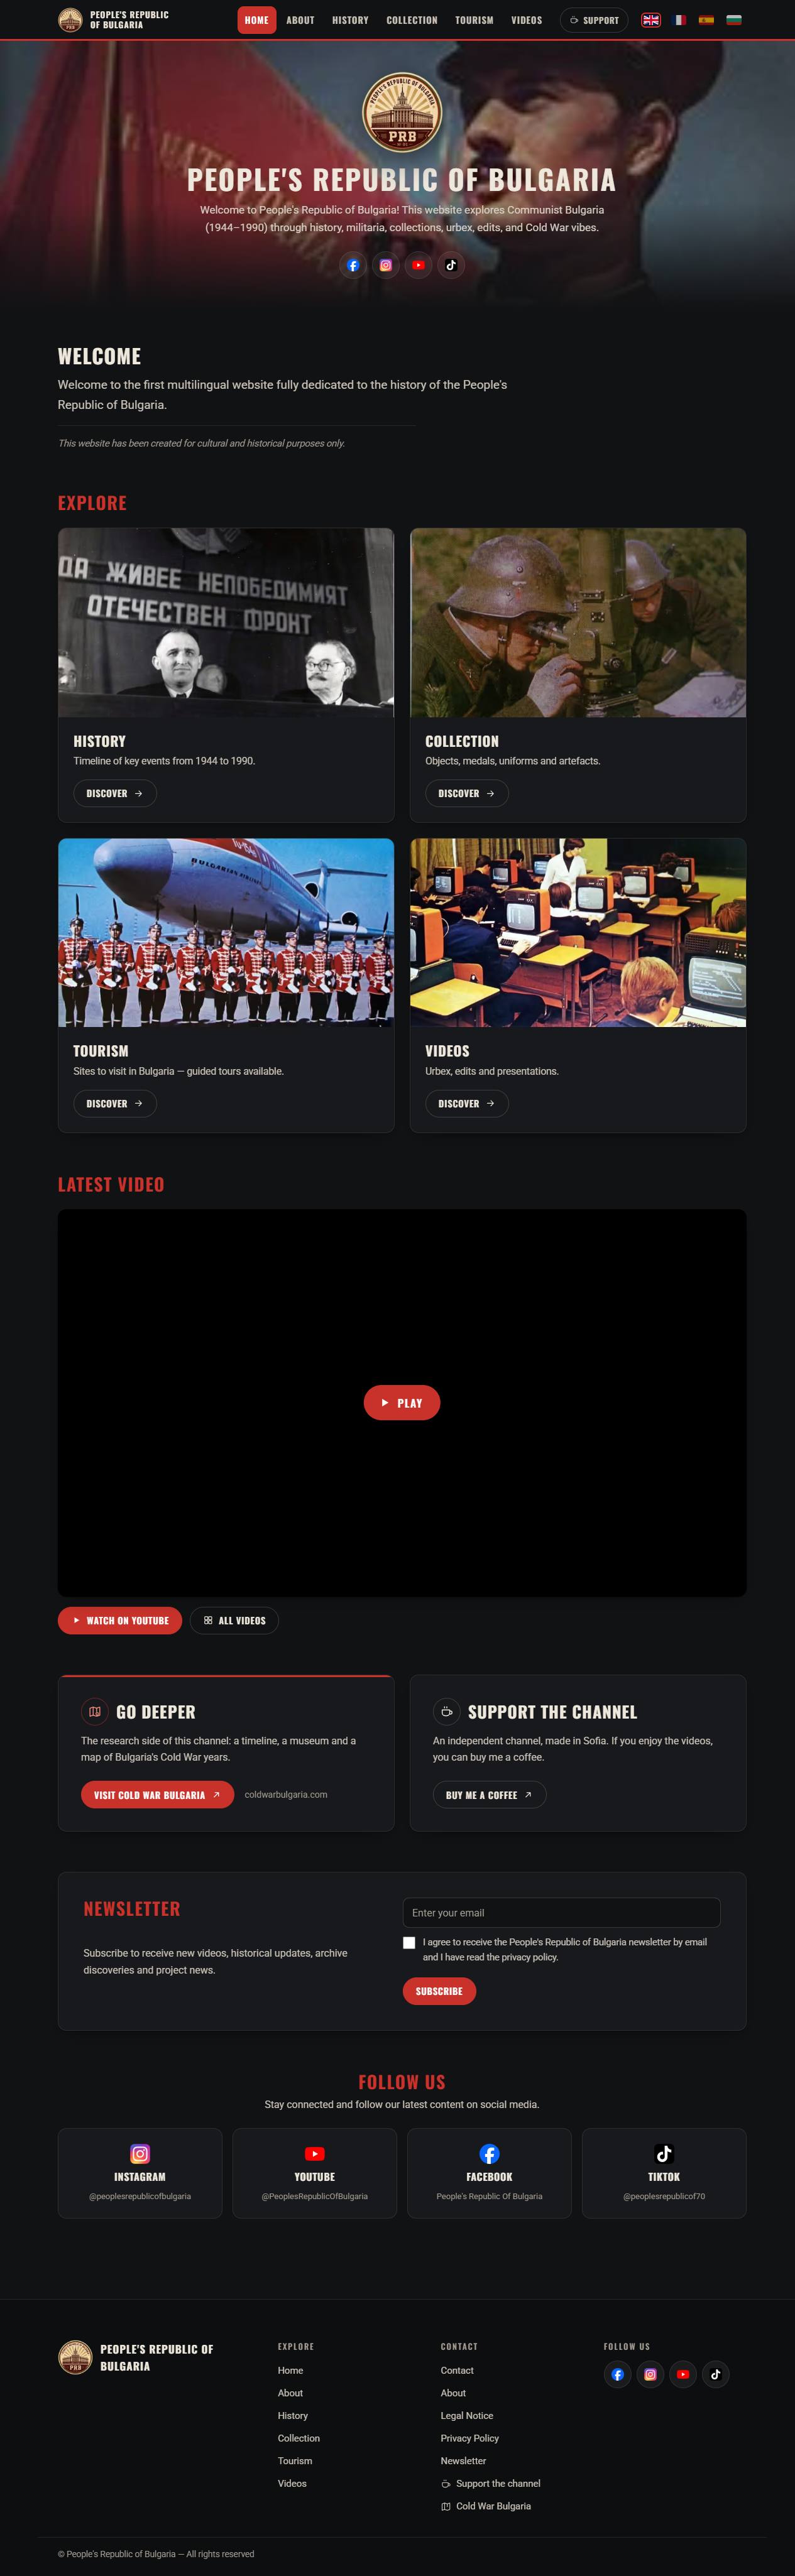 PEOPLE'S REPUBLIC
OF BULGARIA
HOME
ABOUT
HISTORY
COLLECTION
TOURISM
VIDEOS
SUPPORT
PEOPLE'S REPUBLIC OF BULGARIA
PRB
PEOPLE'S REPUBLIC OF BULGARIA
Welcome to People's Republic of Bulgaria! This website explores Communist Bulgaria
(1944–1990) through history, militaria, collections, urbex, edits, and Cold War vibes.
WELCOME
Welcome to the first multilingual website fully dedicated to the history of the People's
Republic of Bulgaria.
This website has been created for cultural and historical purposes only.
EXPLORE
ДА ЖИВЕЕ НЕПОБЕДИМИЯТ
ОТЕЧЕСТВЕН ФРОНТ
HISTORY
Timeline of key events from 1944 to 1990.
DISCOVER
COLLECTION
Objects, medals, uniforms and artefacts.
DISCOVER
BULGARIAN AIRLINES
TOURISM
Sites to visit in Bulgaria — guided tours available.
DISCOVER
VIDEOS
Urbex, edits and presentations.
DISCOVER
LATEST VIDEO
PLAY
WATCH ON YOUTUBE
ALL VIDEOS
GO DEEPER
The research side of this channel: a timeline, a museum and a
map of Bulgaria's Cold War years.
VISIT COLD WAR BULGARIA
coldwarbulgaria.com
SUPPORT THE CHANNEL
An independent channel, made in Sofia. If you enjoy the videos,
you can buy me a coffee.
BUY ME A COFFEE
NEWSLETTER
Subscribe to receive new videos, historical updates, archive
discoveries and project news.
Enter your email
I agree to receive the People's Republic of Bulgaria newsletter by email
and I have read the privacy policy.
SUBSCRIBE
FOLLOW US
Stay connected and follow our latest content on social media.
INSTAGRAM
@peoplesrepublicofbulgaria
YOUTUBE
@PeoplesRepublicOfBulgaria
FACEBOOK
People's Republic Of Bulgaria
TIKTOK
@peoplesrepublicof70
PRB
PEOPLE'S REPUBLIC OF
BULGARIA
EXPLORE
Home
About
History
Collection
Tourism
Videos
CONTACT
Contact
About
Legal Notice
Privacy Policy
Newsletter
Support the channel
Cold War Bulgaria
FOLLOW US
© People's Republic of Bulgaria — All rights reserved